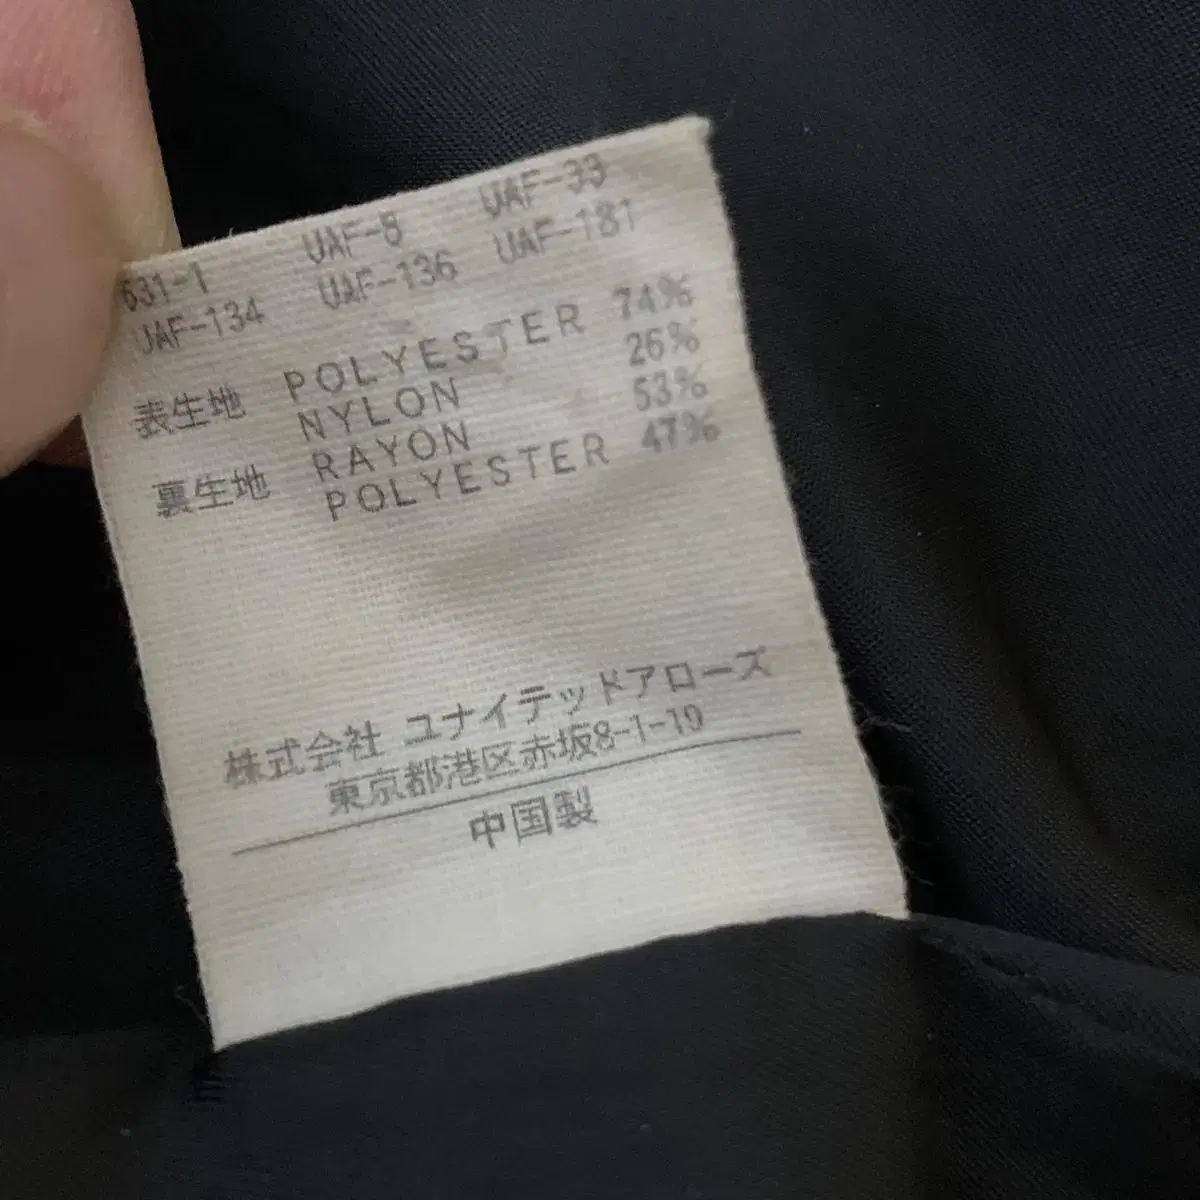 631-1 UAF-8 UAF-33
UAF-134 UAF-136 UAF-181
表生地 POLYESTER 74%
NYLON 26%
裏生地 RAYON 53%
POLYESTER 47%
株式会社 ユナイテッドアローズ
東京都港区赤坂8-1-19
中国製